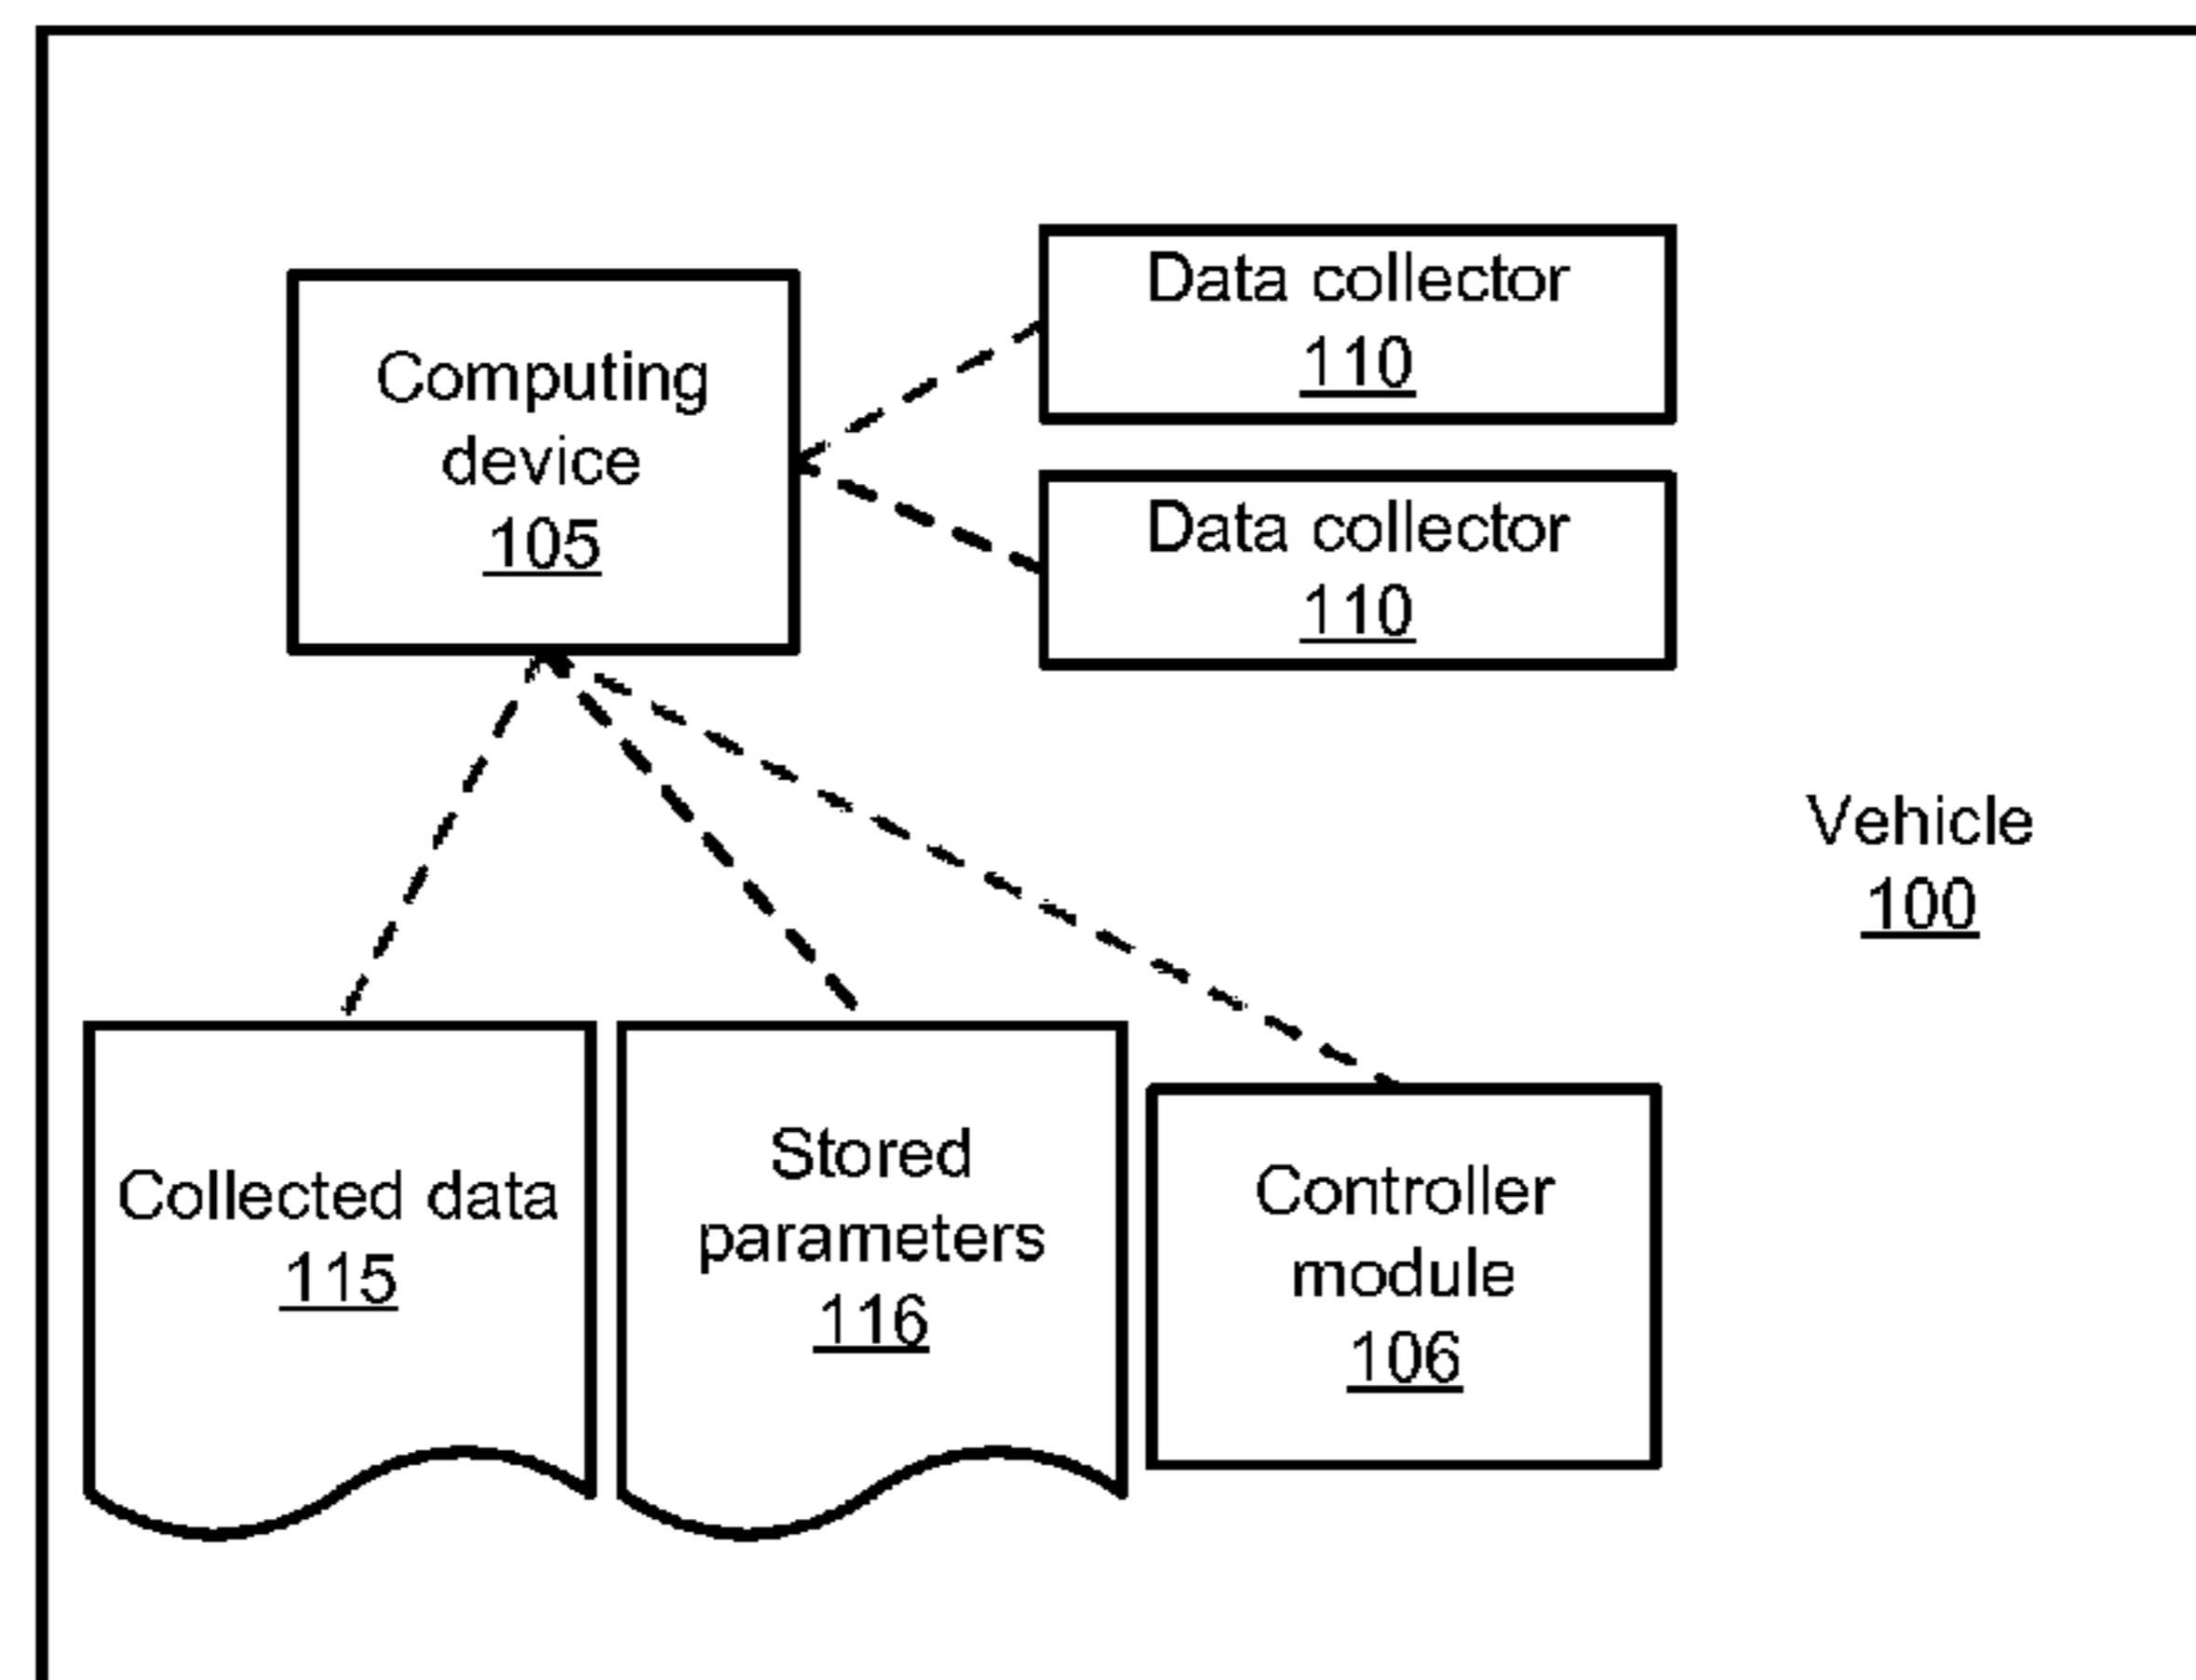 Data collector
110
Computing
device
105
Data collector
110
Vehicle
100
Collected data
115
Stored
parameters
116
Controller
module
106